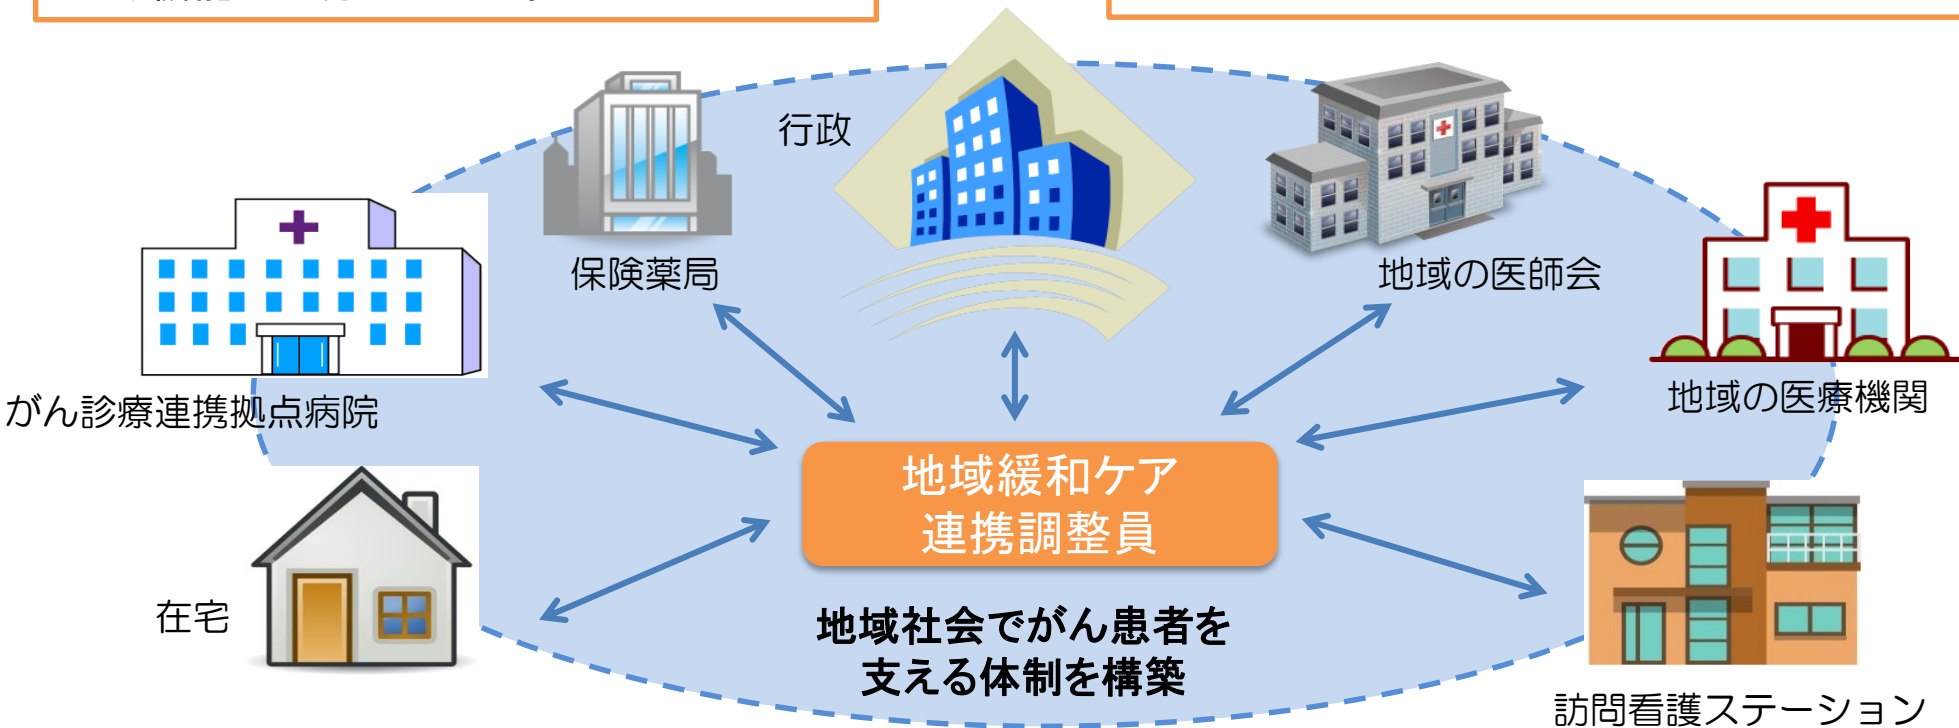 行政
保険薬局
地域の医師会
がん診療連携拠点病院
地域の医療機関
地域緩和ケア
連携調整員
在宅
地域社会でがん患者を
支える体制を構築
訪問看護ステーション